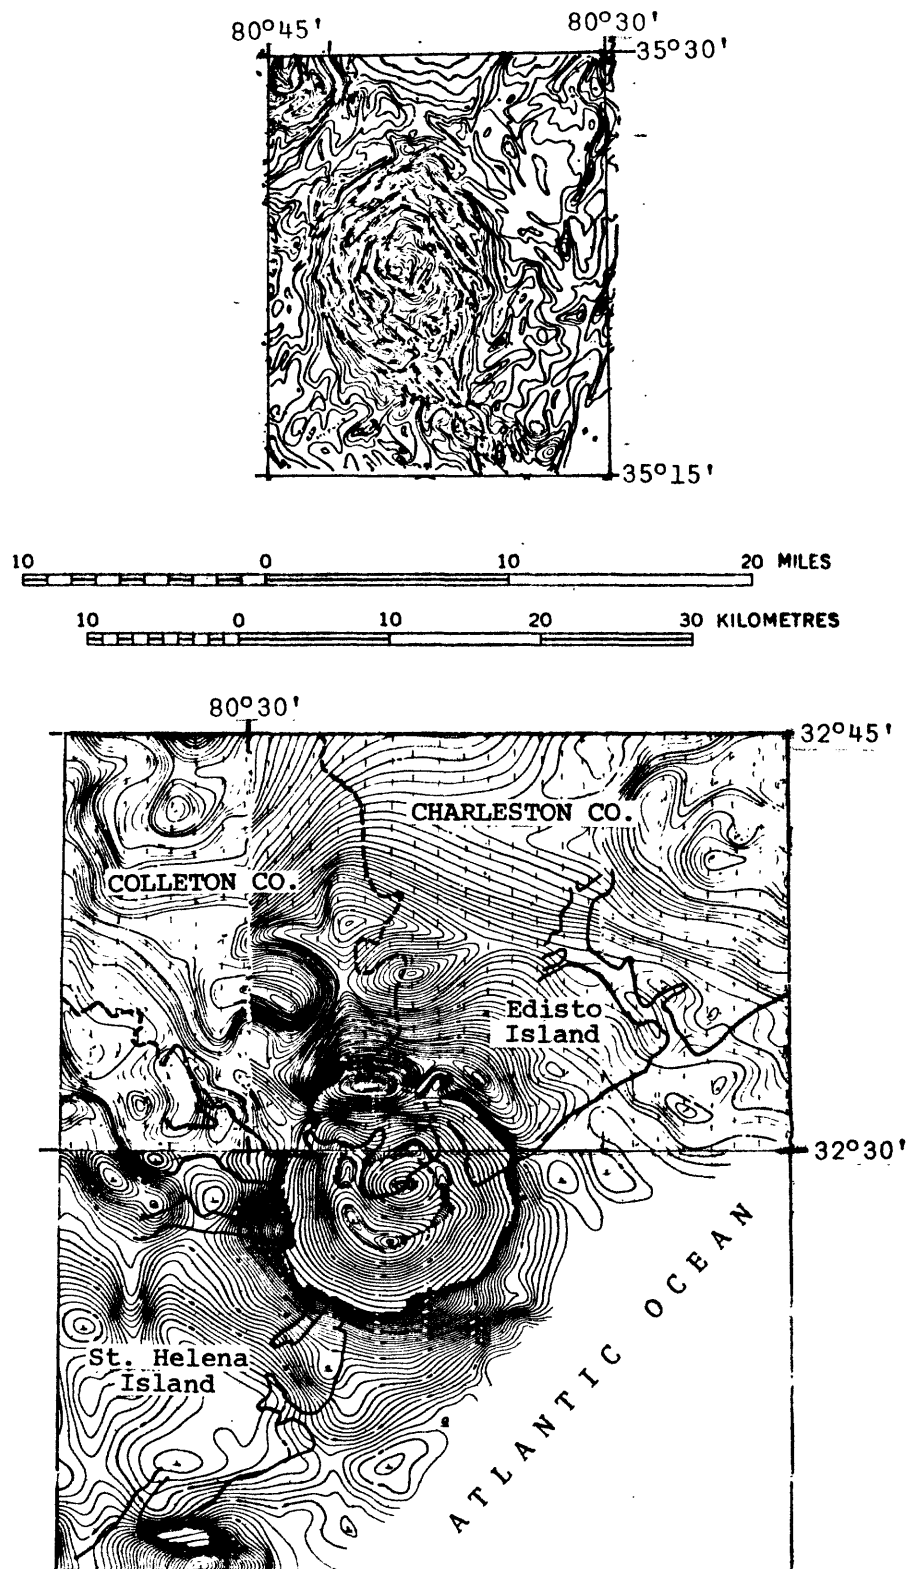 80°45'
80°30'
35°30'
35°15'
10 0 10 20 MILES
10 0 10 20 30 KILOMETRES
80°30'
32°45'
CHARLESTON CO.
COLLETON CO.
Edisto
Island
32°30'
ATLANTIC OCEAN
St. Helena
Island